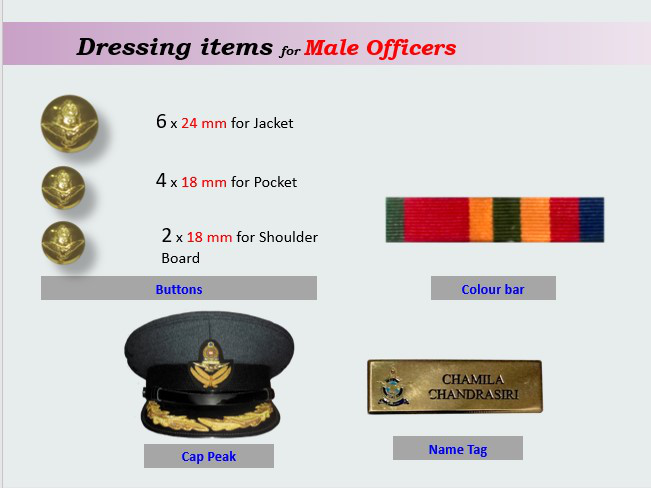 Dressing items for Male Officers
6 x 24 mm for Jacket
4 x 18 mm for Pocket
2 x 18 mm for Shoulder
Board
Buttons
Colour bar
CHAMILA
CHANDRASIRI
Cap Peak
Name Tag